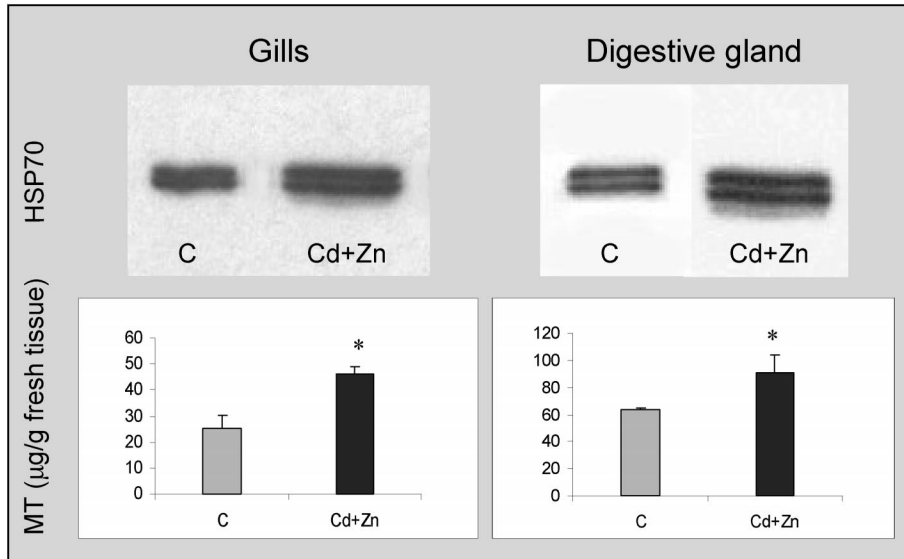 Gills
Digestive gland
HSP70
C
Cd+Zn
C
Cd+Zn
MT (µg/g fresh tissue)
60
50
40
30
20
10
0
*
C
Cd+Zn
120
100
80
60
40
20
0
*
C
Cd+Zn